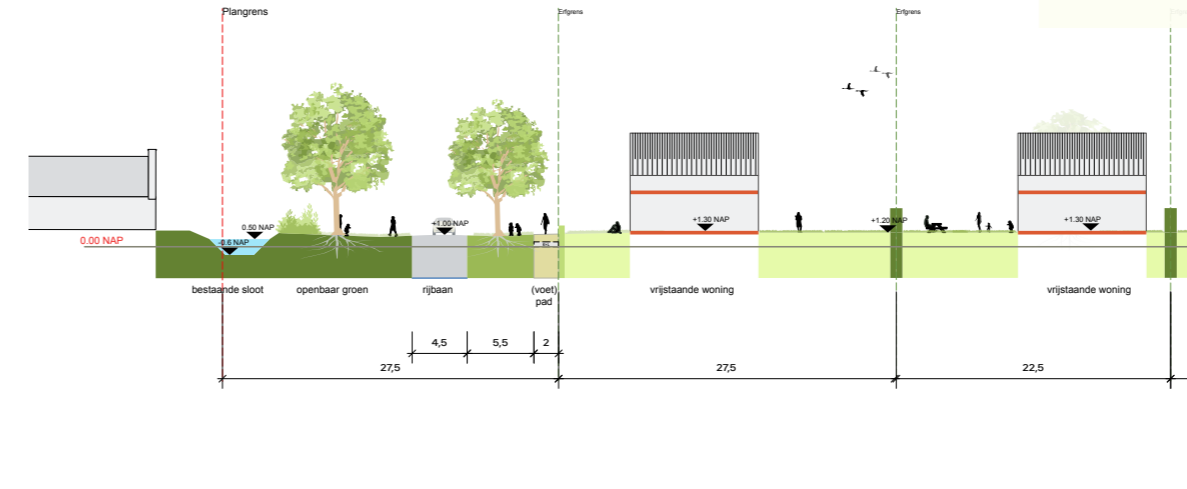 Plangrens
Erfgrens
Erfgrens
0.50 NAP
-0.6 NAP
+1.00 NAP
+1.30 NAP
+1.20 NAP
+1.30 NAP
0.00 NAP
bestaande sloot
openbaar groen
rijbaan
(voet)
pad
vrijstaande woning
vrijstaande woning
4,5
5,5
2
27,5
27,5
22,5